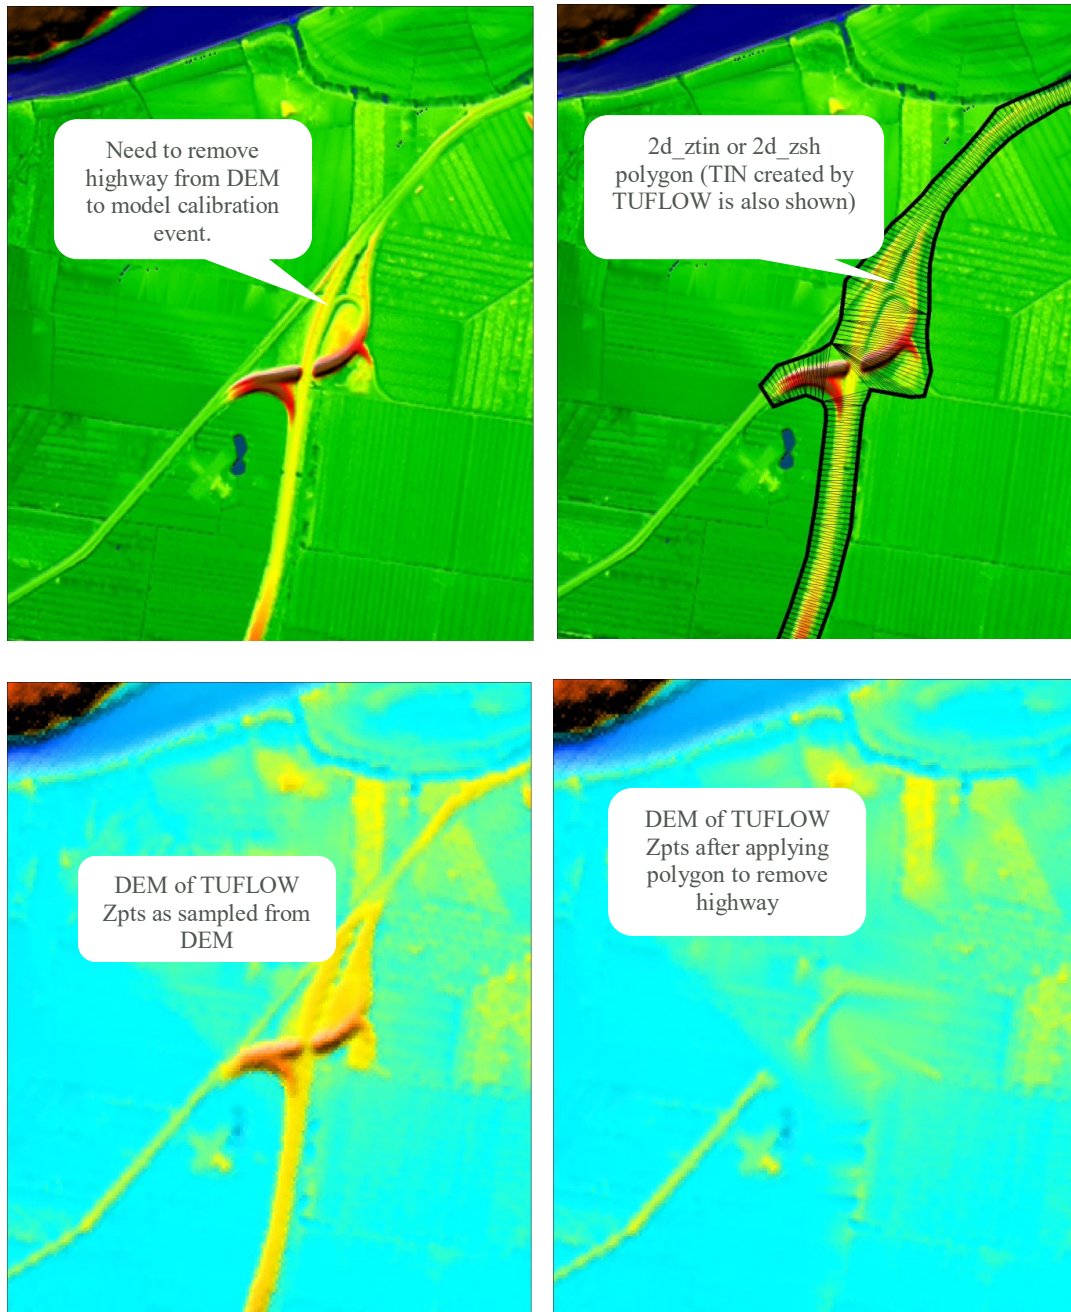 Need to remove
highway from DEM
to model calibration
event.
2d_ztin or 2d_zsh
polygon (TIN created by
TUFLOW is also shown)
DEM of TUFLOW
Zpts as sampled from
DEM
DEM of TUFLOW
Zpts after applying
polygon to remove
highway